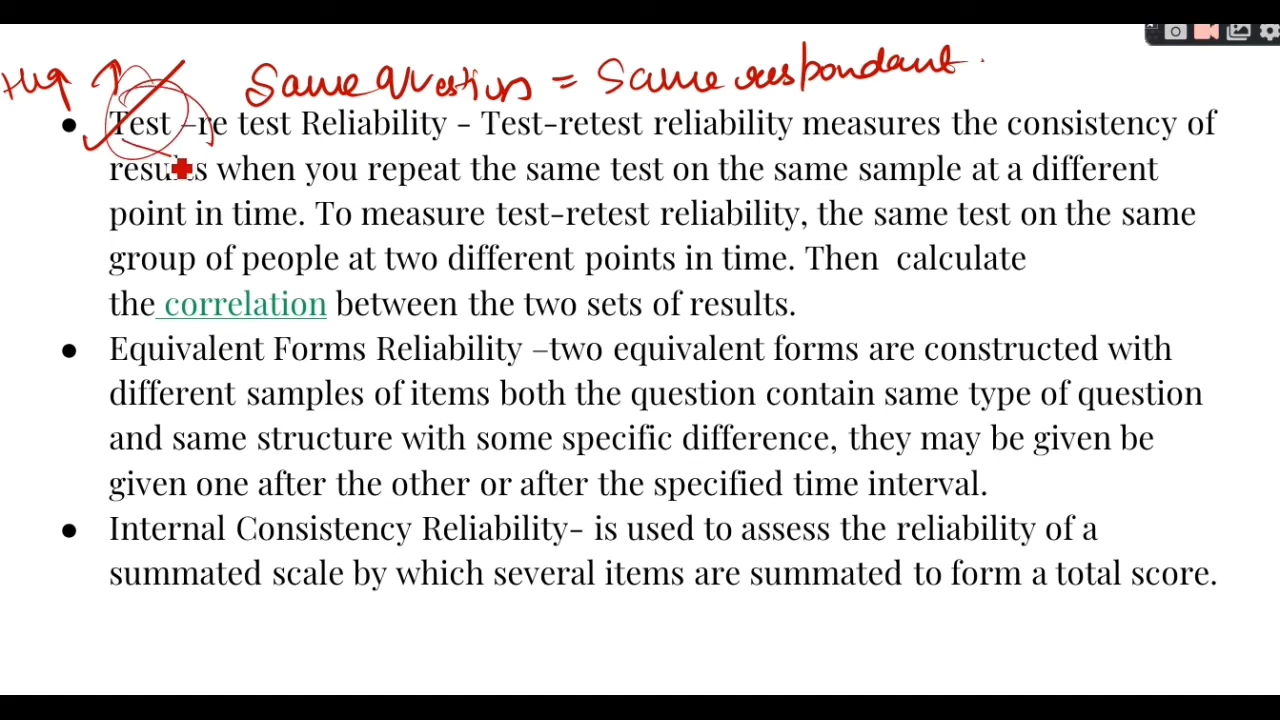 Same Questions = Same respondant
● Test –re test Reliability - Test-retest reliability measures the consistency of
results when you repeat the same test on the same sample at a different
point in time. To measure test-retest reliability, the same test on the same
group of people at two different points in time. Then calculate
the correlation between the two sets of results.
● Equivalent Forms Reliability –two equivalent forms are constructed with
different samples of items both the question contain same type of question
and same structure with some specific difference, they may be given be
given one after the other or after the specified time interval.
● Internal Consistency Reliability- is used to assess the reliability of a
summated scale by which several items are summated to form a total score.